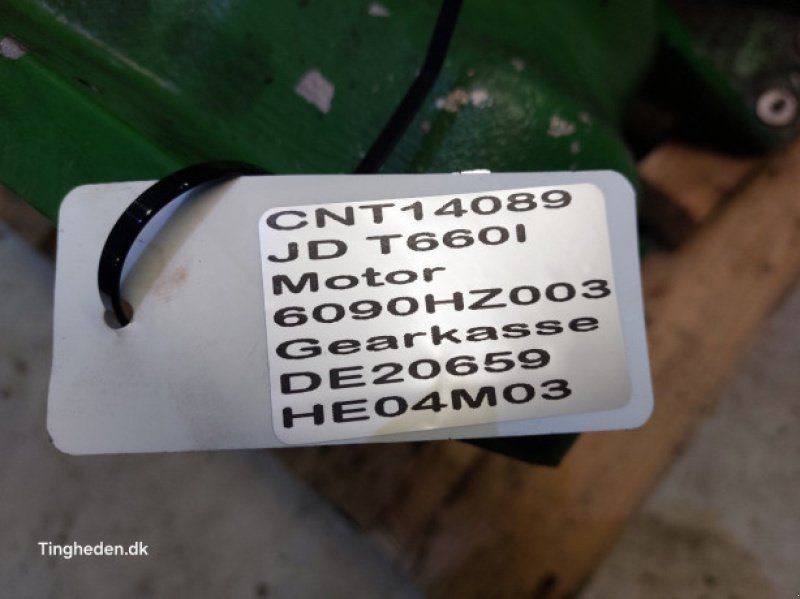 CNT14089
JD T660I
Motor
6090HZ003
Gearkasse
DE20659
HE04M03
Tingheden.dk